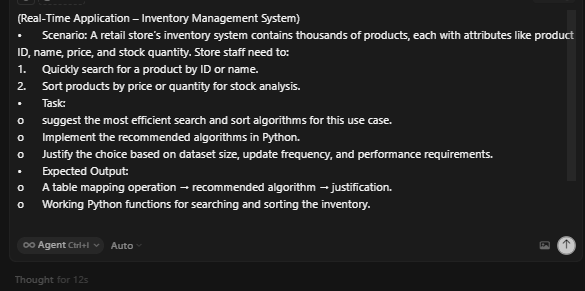 (Real-Time Application – Inventory Management System)
• Scenario: A retail store's inventory system contains thousands of products, each with attributes like product
ID, name, price, and stock quantity. Store staff need to:
1. Quickly search for a product by ID or name.
2. Sort products by price or quantity for stock analysis.
• Task:
o suggest the most efficient search and sort algorithms for this use case.
o Implement the recommended algorithms in Python.
o Justify the choice based on dataset size, update frequency, and performance requirements.
• Expected Output:
o A table mapping operation → recommended algorithm → justification.
o Working Python functions for searching and sorting the inventory.
Agent Ctrl+I Auto
Thought for 12s